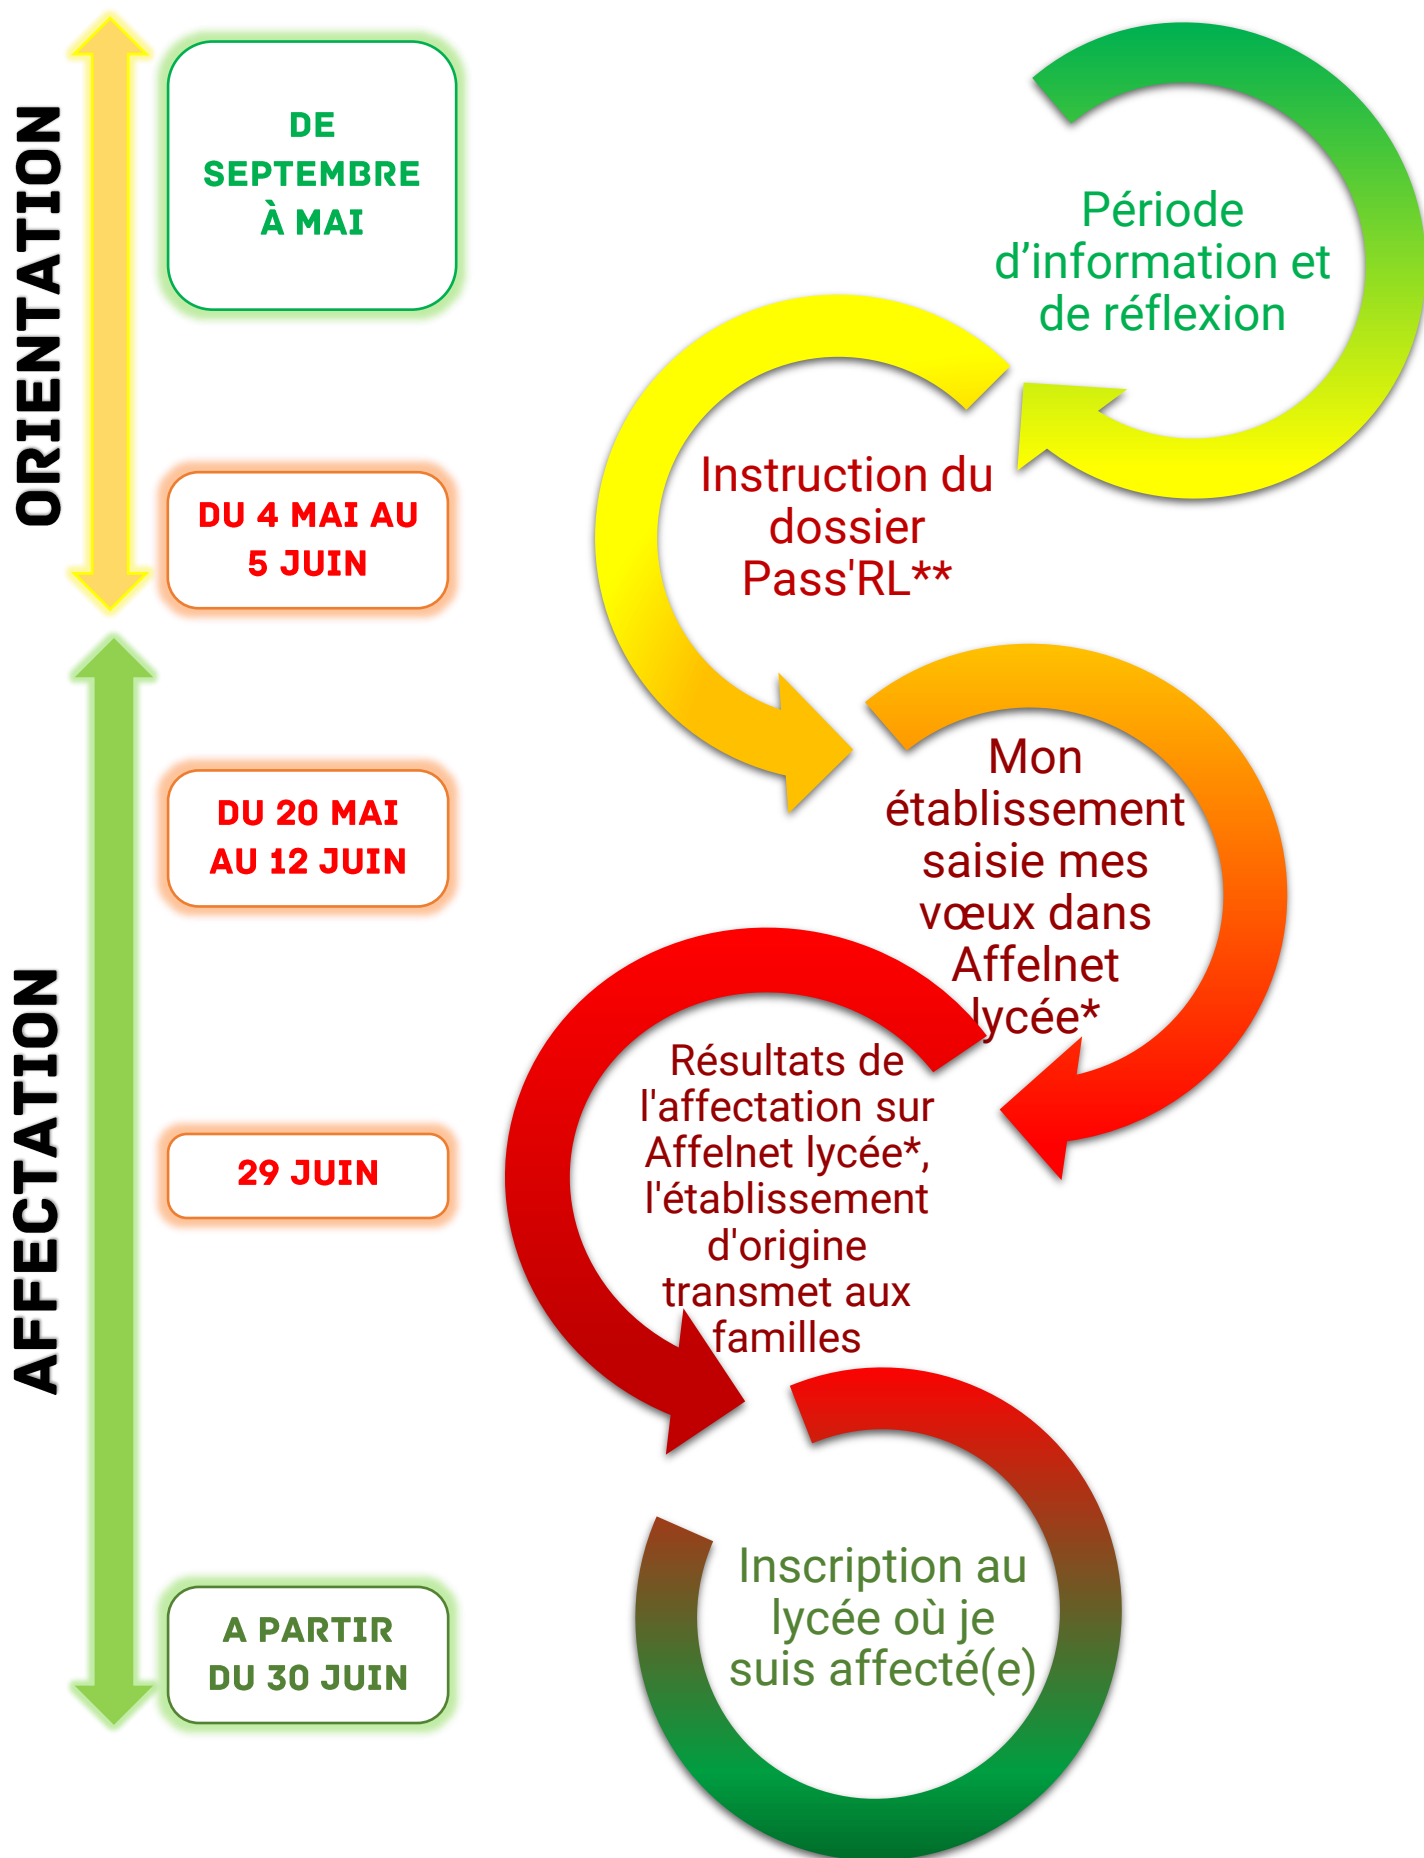 ORIENTATION
DE
SEPTEMBRE
À MAI
Période
d’information et
de réflexion
DU 4 MAI AU
5 JUIN
Instruction du
dossier
Pass'RL**
AFFECTATION
DU 20 MAI
AU 12 JUIN
Mon
établissement
saisie mes
vœux dans
Affelnet
lycée*
29 JUIN
Résultats de
l'affectation sur
Affelnet lycée*,
l'établissement
d'origine
transmet aux
familles
A PARTIR
DU 30 JUIN
Inscription au
lycée où je
suis affecté(e)